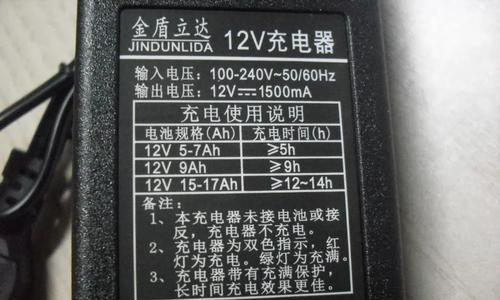 金盾立达 12V充电器
JINDUNLIDA
输入电压：100-240V~50/60Hz
输出电压：12V⎓1500mA
充电使用说明
电池规格(Ah) 充电时间(h)
12V 5-7Ah ≥5h
12V 9Ah ≥9h
12V 15-17Ah ≥12~14h
备注：
1、本充电器未接电池或接
反，充电器不充电。
2、充电器为双色指示，红
灯为充电。绿灯为充满。
3、充电器带有充满保护，
长时间充电效果更佳。